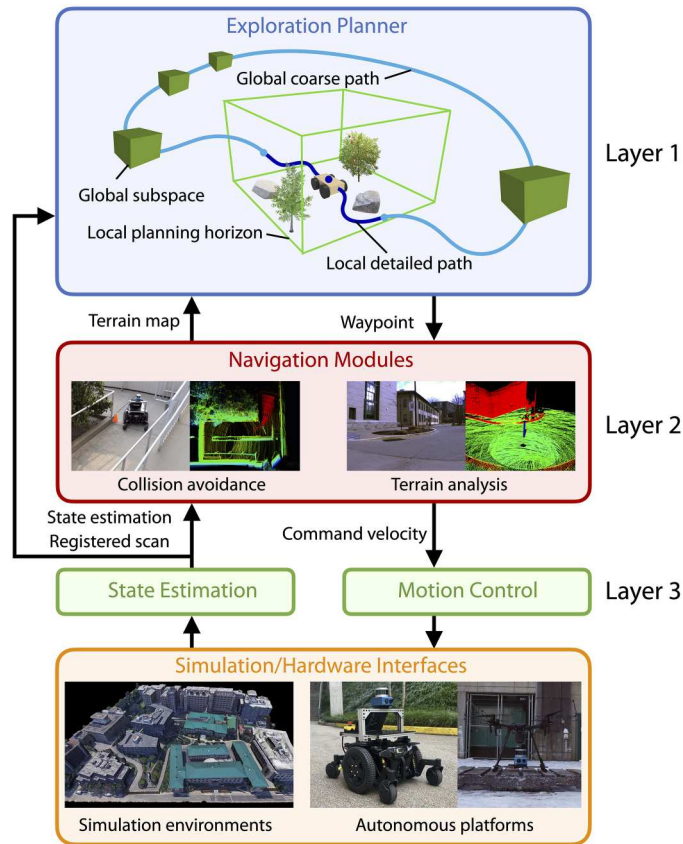 Exploration Planner
Global coarse path
Layer 1
Global subspace
Local planning horizon
Local detailed path
Terrain map
Waypoint
Navigation Modules
Layer 2
Collision avoidance
Terrain analysis
State estimation
Registered scan
Command velocity
State Estimation
Motion Control
Layer 3
Simulation/Hardware Interfaces
Simulation environments
Autonomous platforms